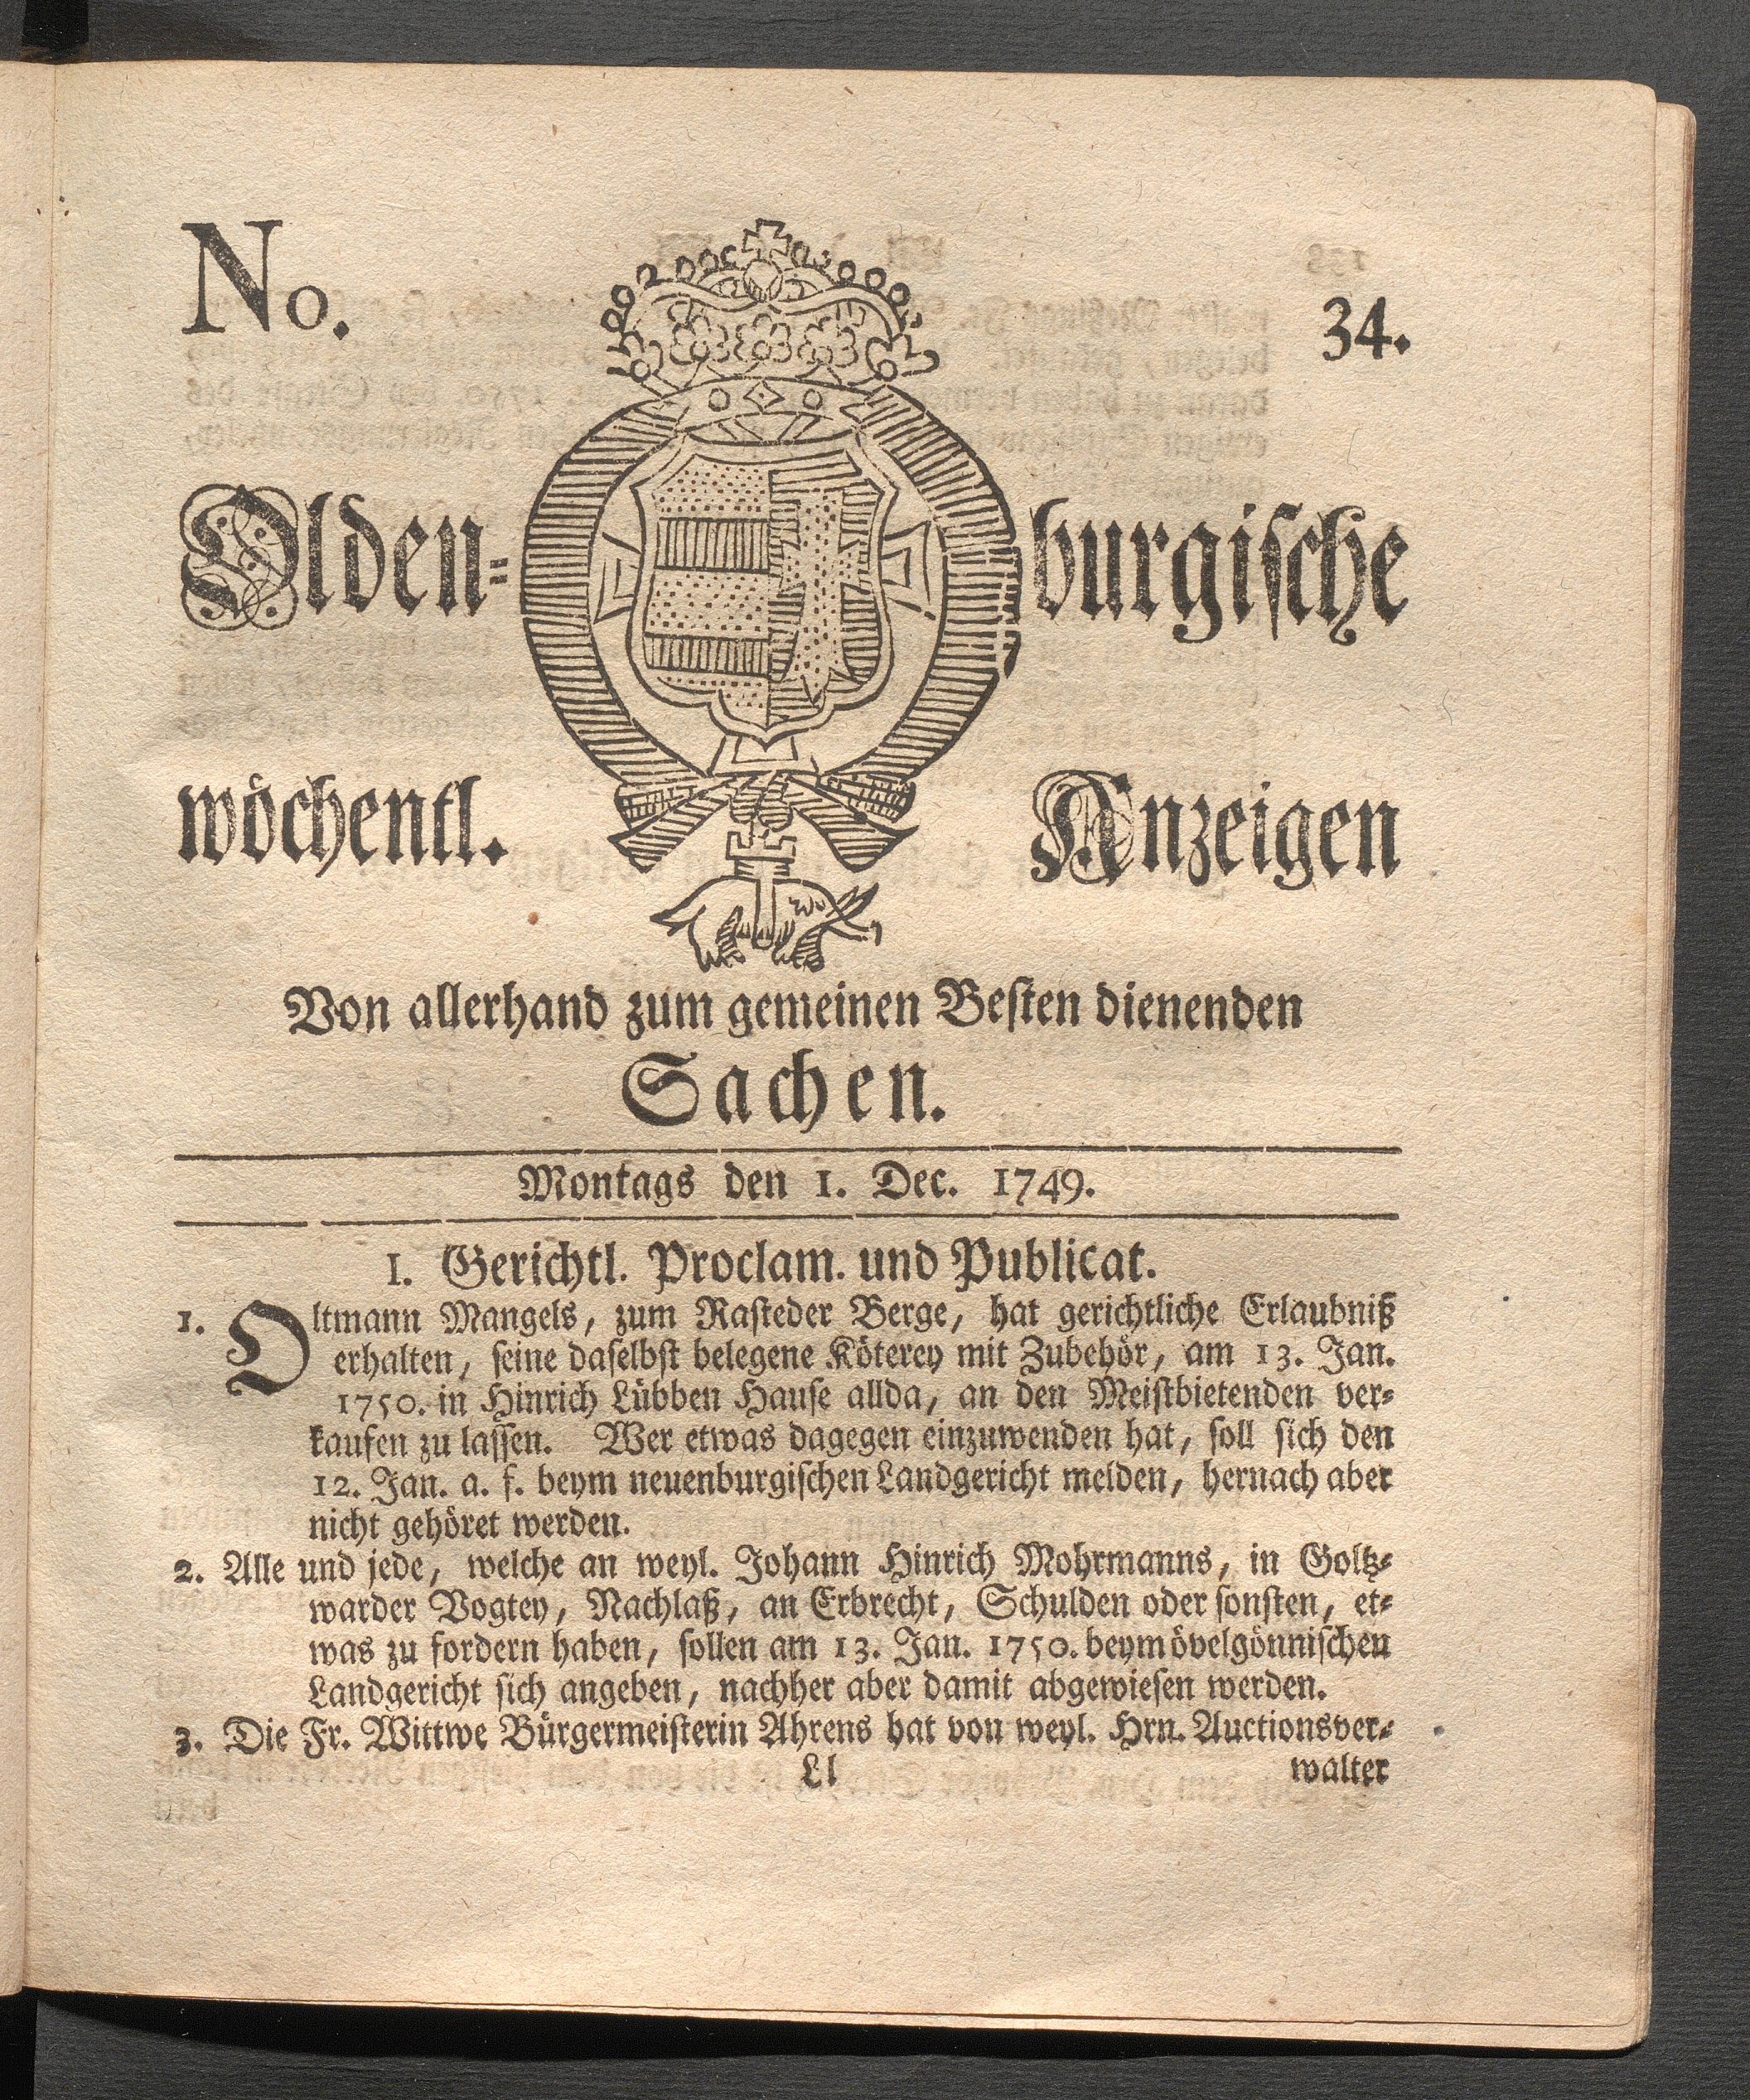 No. 34.
Olden= burgische
wöchentl. Anzeigen
Von allerhand zum gemeinen Besten dienenden
Sachen.
Montags den 1. Dec. 1749.
I. Gerichtl. Proclam. und Publicat.
1. Oltmann Mangels, zum Rasteder Berge, hat gerichtliche Erlaubniß
erhalten, seine daselbst belegene Köterey mit Zubehör, am 13. Jan.
1750. in Hinrich Lübben Hause allda, an den Meistbietenden ver=
kaufen zu lassen. Wer etwas dagegen einzuwenden hat, soll sich den
12. Jan. a. f. beym neuenburgischen Landgericht melden, hernach aber
nicht gehöret werden.
2. Alle und jede, welche an weyl. Johann Hinrich Mohrmanns, in Goltz=
warder Vogtey, Nachlaß, an Erbrecht, Schulden oder sonsten, et=
was zu fordern haben, sollen am 13. Jan. 1750. beym övelgönnischen
Landgericht sich angeben, nachher aber damit abgewiesen werden.
3. Die Fr. Wittwe Bürgermeisterin Ahrens hat von weyl. Hrn. Auctionsver=
Ll walter